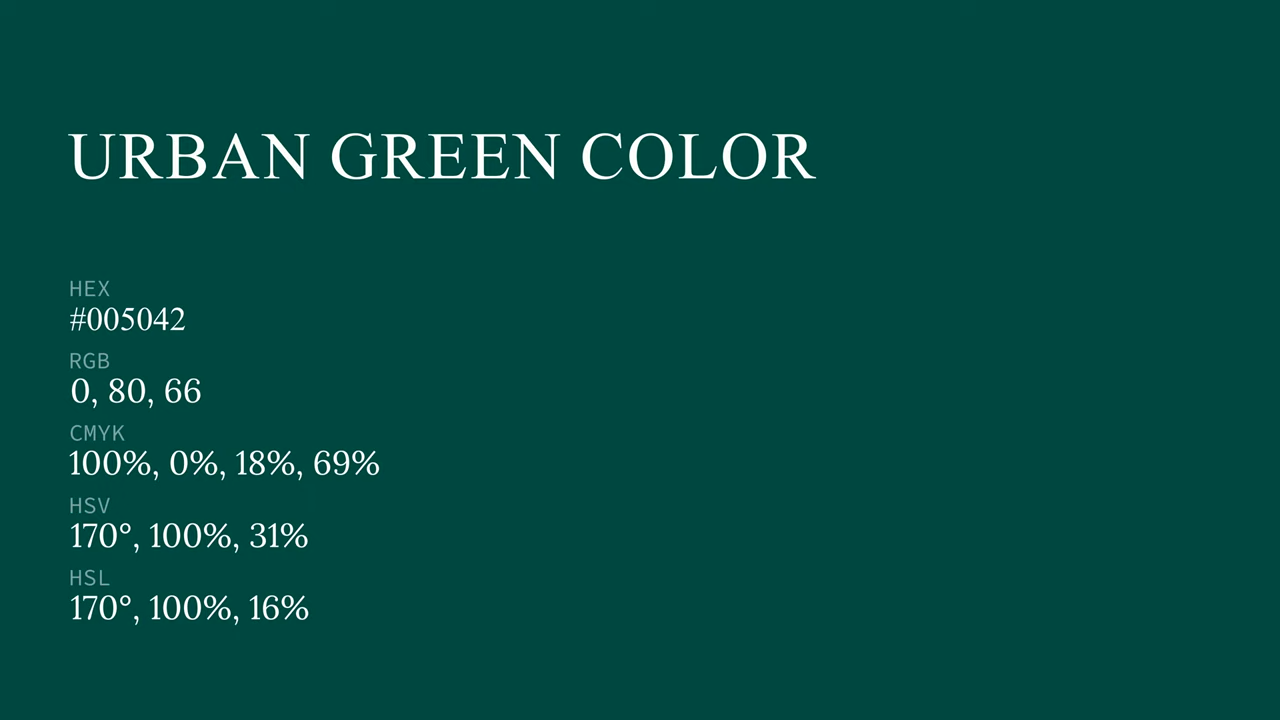 URBAN GREEN COLOR
HEX
#005042
RGB
0, 80, 66
CMYK
100%, 0%, 18%, 69%
HSV
170°, 100%, 31%
HSL
170°, 100%, 16%